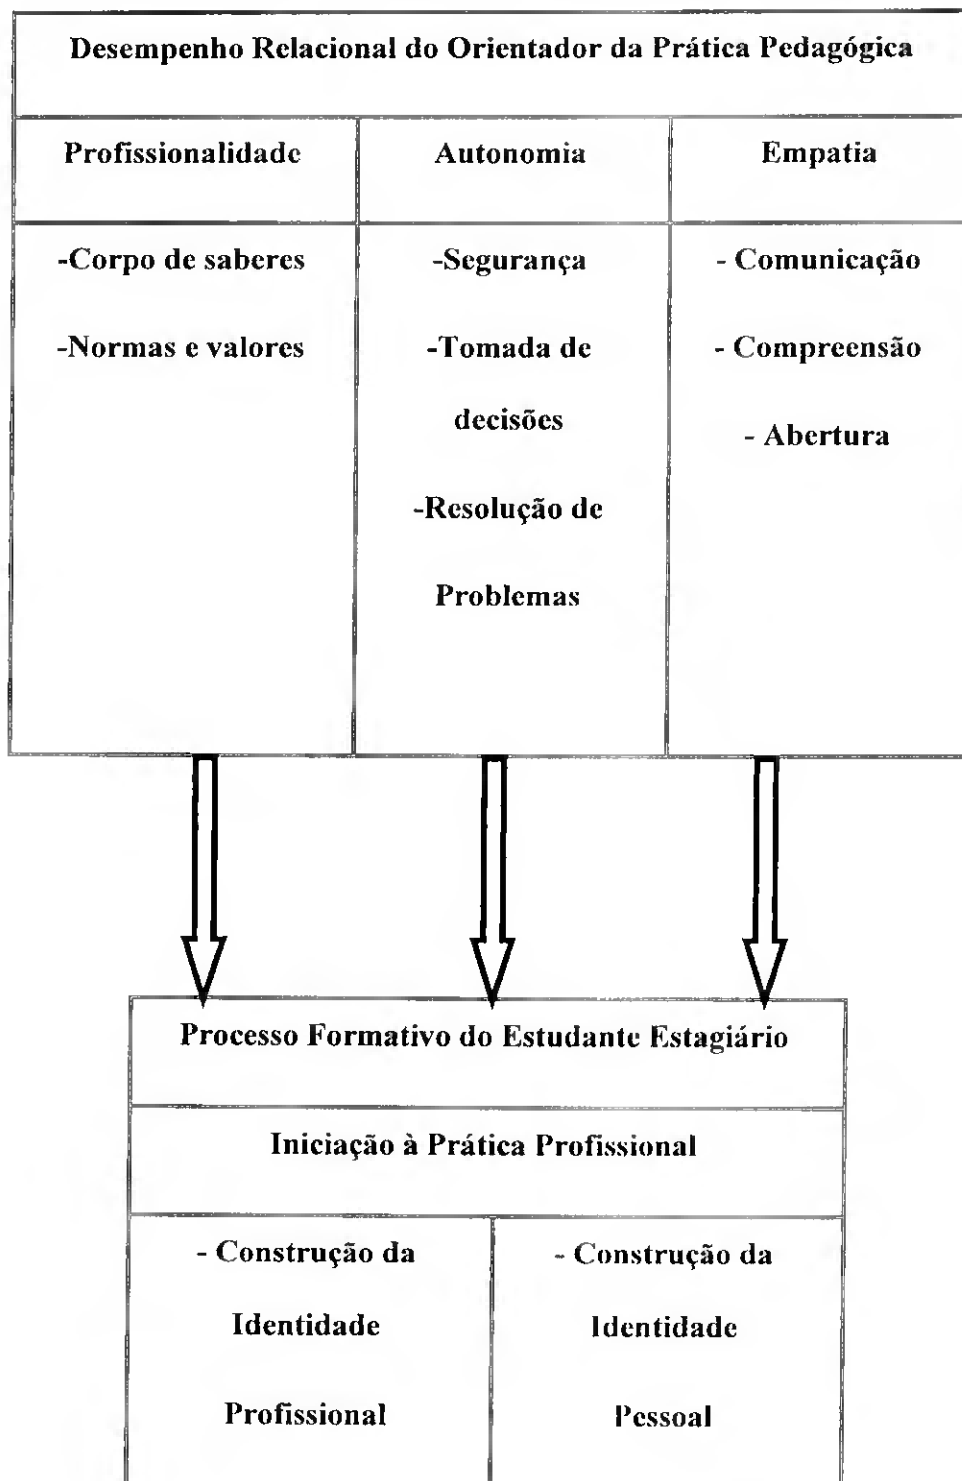 Desempenho Relacional do Orientador da Prática Pedagógica
Profissionalidade
Autonomia
Empatia
-Corpo de saberes
-Normas e valores
-Segurança
-Tomada de
decisões
-Resolução de
Problemas
- Comunicação
- Compreensão
- Abertura
Processo Formativo do Estudante Estagiário
Iniciação à Prática Profissional
- Construção da
Identidade
Profissional
- Construção da
Identidade
Pessoal